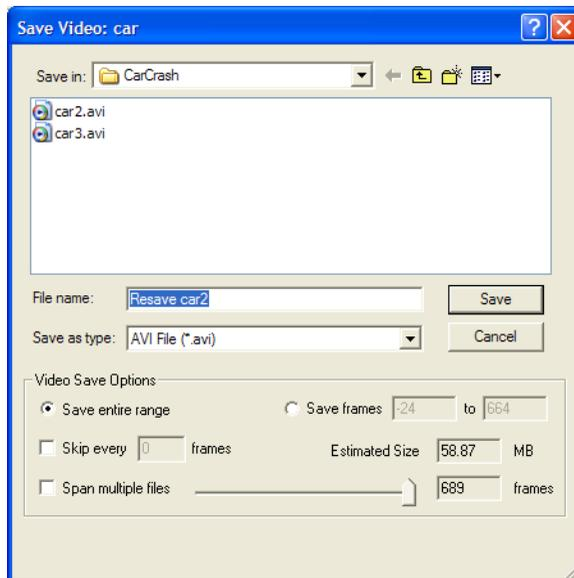 Save Video: car
Save in: CarCrash
car2.avi
car3.avi
File name: Resave car2 Save
Save as type: AVI File (*.avi) Cancel
Video Save Options
Save entire range Save frames -24 to 664
Skip every 0 frames Estimated Size 58.87 MB
Span multiple files 689 frames